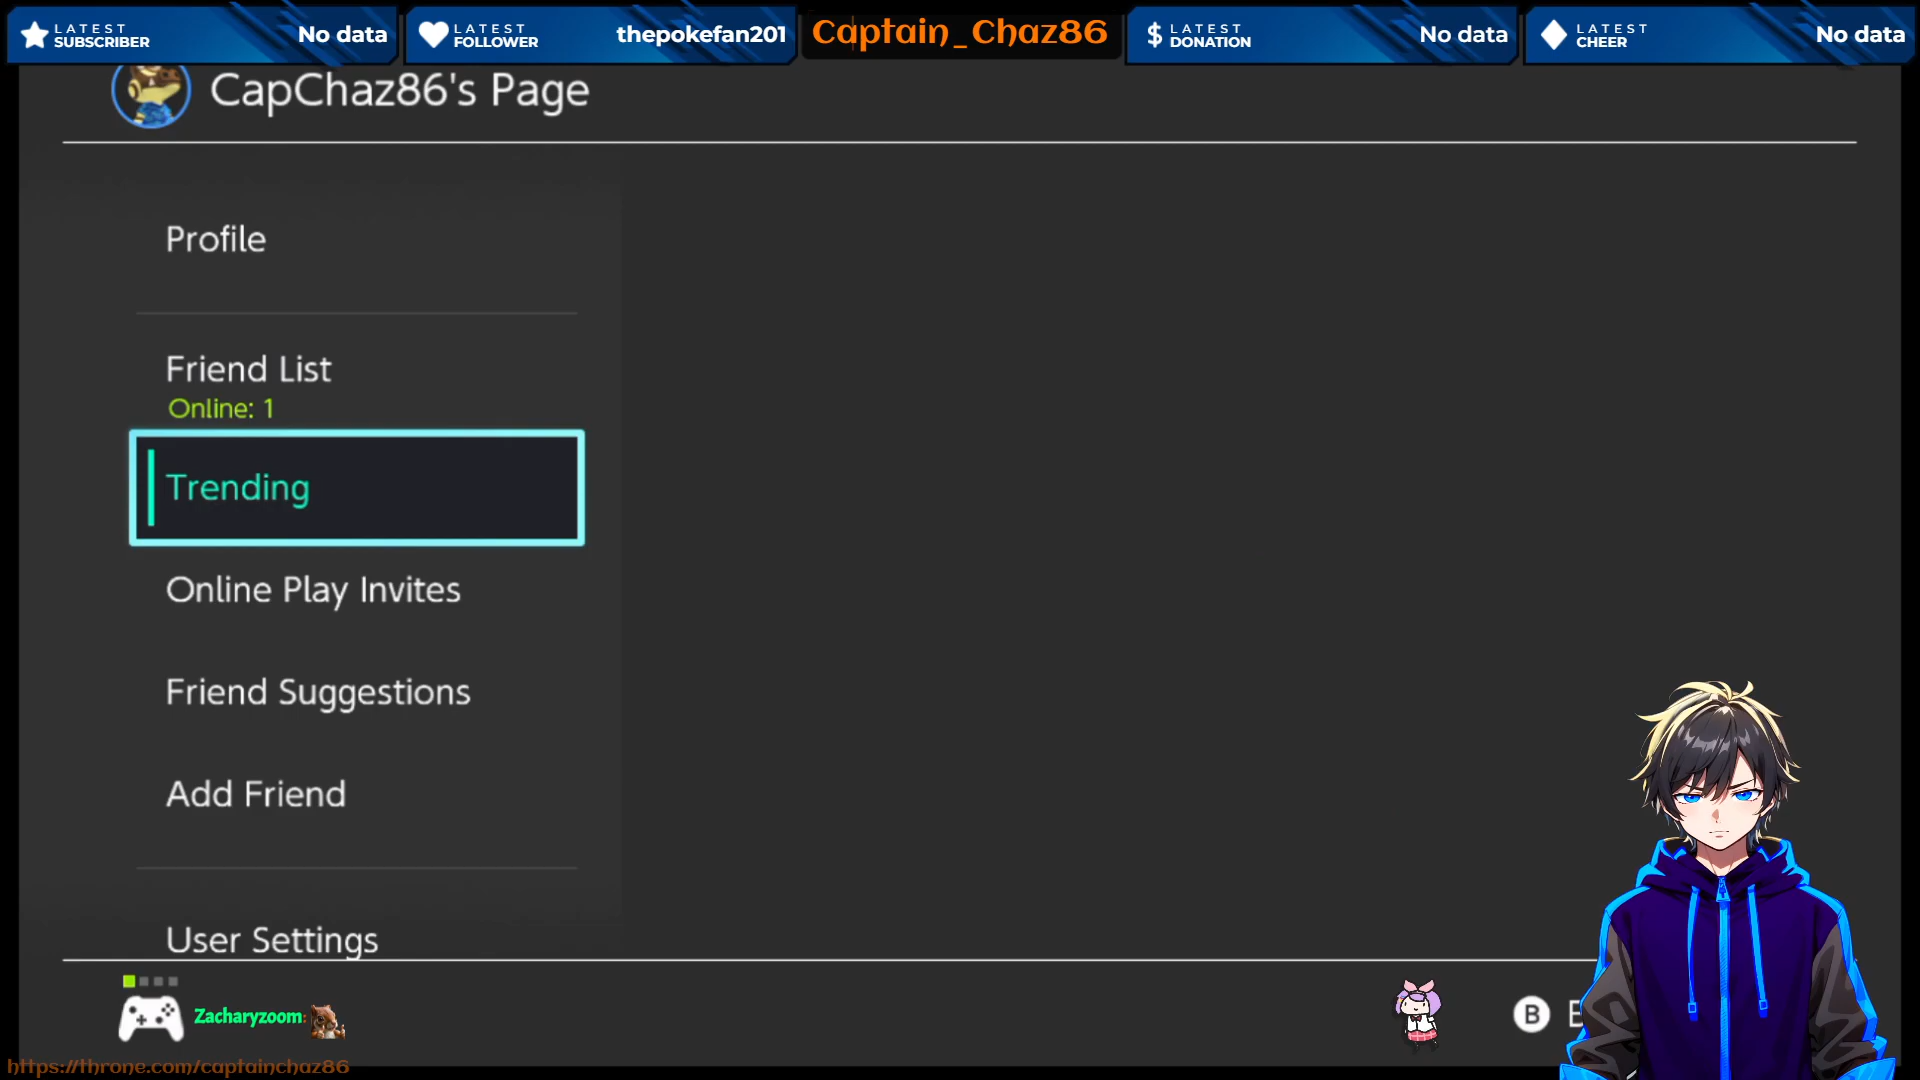 LATEST
SUBSCRIBER
No data
LATEST
FOLLOWER
thepokefan201
Captain_Chaz86
$ LATEST
DONATION
No data
LATEST
CHEER
No data
CapChaz86's Page
Profile
Friend List
Online: 1
Trending
Online Play Invites
Friend Suggestions
Add Friend
User Settings
Zacharyzoom:
B
https://throne.com/captainchaz86